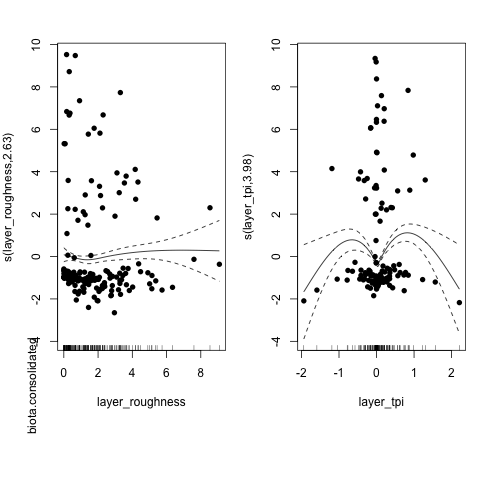 s(layer_roughness,2.63)
biota.consolidated
10
8
6
4
2
0
-2
-4
0 2 4 6 8
layer_roughness
s(layer_tpi,3.98)
10
8
6
4
2
0
-2
-4
-2 -1 0 1 2
layer_tpi